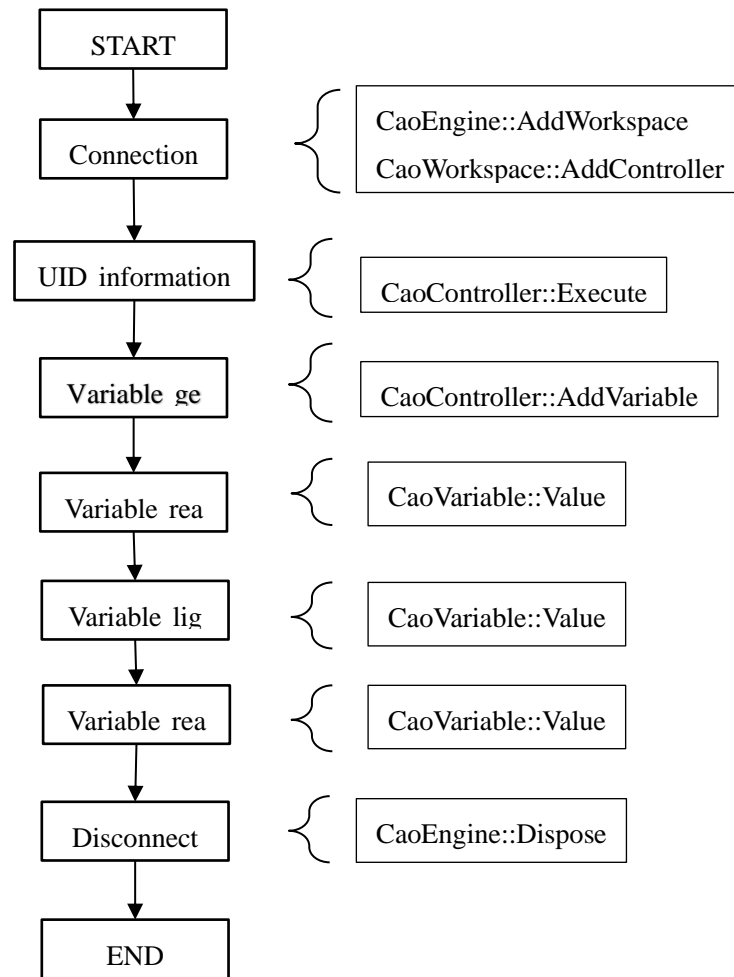 START
Connection
CaoEngine::AddWorkspace
CaoWorkspace::AddController
UID information
CaoController::Execute
Variable ge
CaoController::AddVariable
Variable rea
CaoVariable::Value
Variable lig
CaoVariable::Value
Variable rea
CaoVariable::Value
Disconnect
CaoEngine::Dispose
END